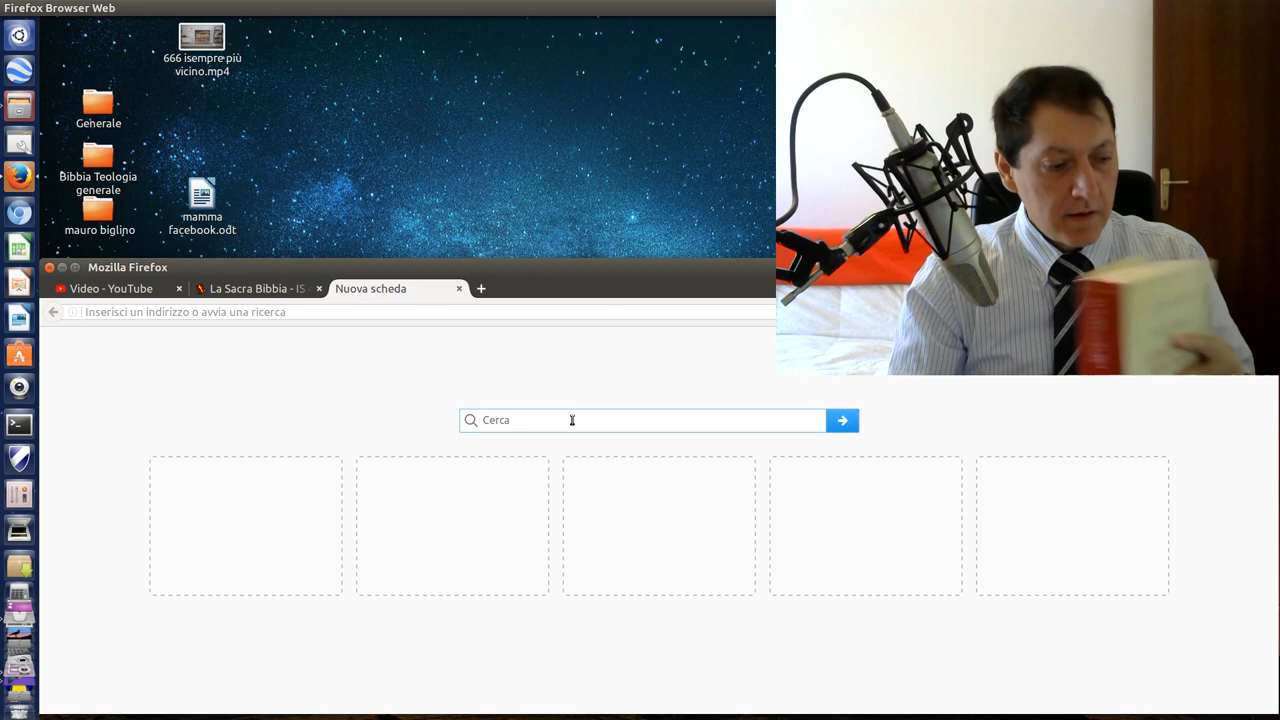 Firefox Browser Web
666 isempre più
vicino.mp4
Generale
Bibbia Teologia
generale
mauro biglino
mamma
facebook.odt
Mozilla Firefox
Video - YouTube
La Sacra Bibbia - IS
Nuova scheda
Inserisci un indirizzo o avvia una ricerca
Cerca